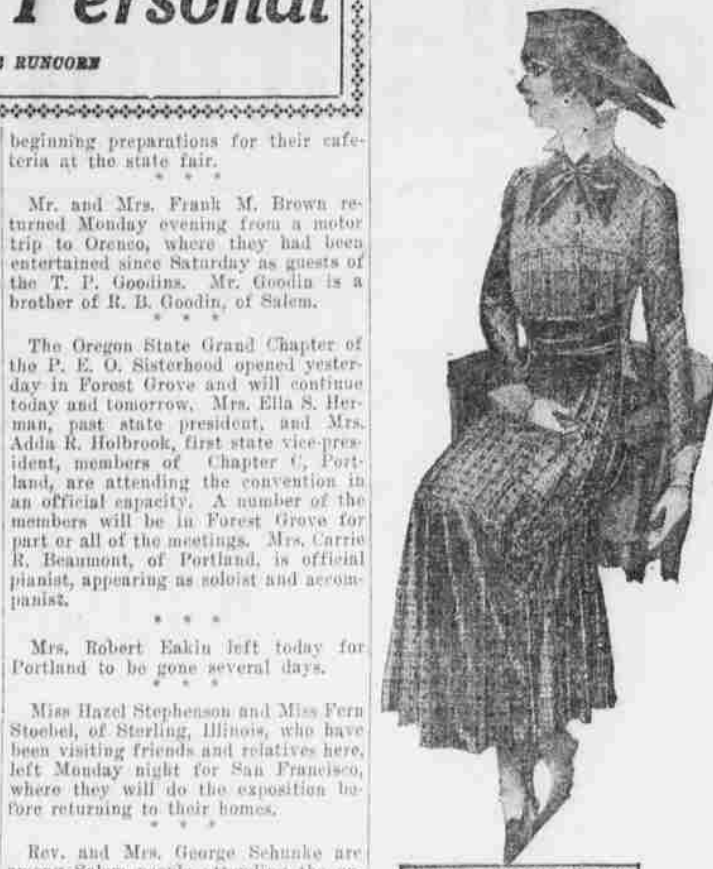 Personal
RUNCORN
beginning preparations for their cafe-
teria at the state fair.
* * *
Mr. and Mrs. Frank M. Brown re-
turned Monday evening from a motor
trip to Orenco, where they had been
entertained since Saturday as guests of
the T. P. Goodins. Mr. Goodin is a
brother of R. B. Goodin, of Salem.
* * *
The Oregon State Grand Chapter of
the P. E. O. Sisterhood opened yester-
day in Forest Grove and will continue
today and tomorrow. Mrs. Ella S. Her-
man, past state president, and Mrs.
Adda R. Holbrook, first state vice-pres-
ident, members of Chapter C, Port-
land, are attending the convention in
an official capacity. A number of the
members will be in Forest Grove for
part or all of the meetings. Mrs. Carrie
R. Beaumont, of Portland, is official
pianist, appearing as soloist and accom-
panist.
* * *
Mrs. Robert Eakin left today for
Portland to be gone several days.
* * *
Miss Hazel Stephenson and Miss Fern
Stoebel, of Sterling, Illinois, who have
been visiting friends and relatives here,
left Monday night for San Francisco,
where they will do the exposition be-
fore returning to their homes.
* * *
Rev. and Mrs. George Schunke are